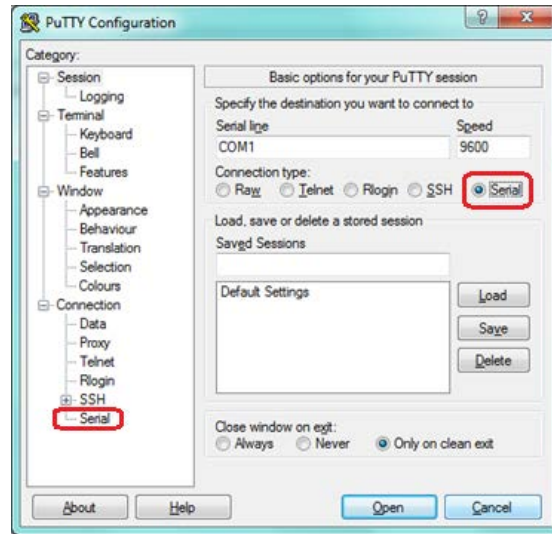 PuTTY Configuration
Category:
Session
Logging
Terminal
Keyboard
Bell
Features
Window
Appearance
Behaviour
Translation
Selection
Colours
Connection
Data
Proxy
Telnet
Rlogin
SSH
Serial
Basic options for your PuTTY session
Specify the destination you want to connect to
Serial line Speed
COM1 9600
Connection type:
Raw Telnet Rlogin SSH Serial
Load, save or delete a stored session
Saved Sessions
Default Settings
Load
Save
Delete
Close window on exit:
Always Never Only on clean exit
About Help Open Cancel